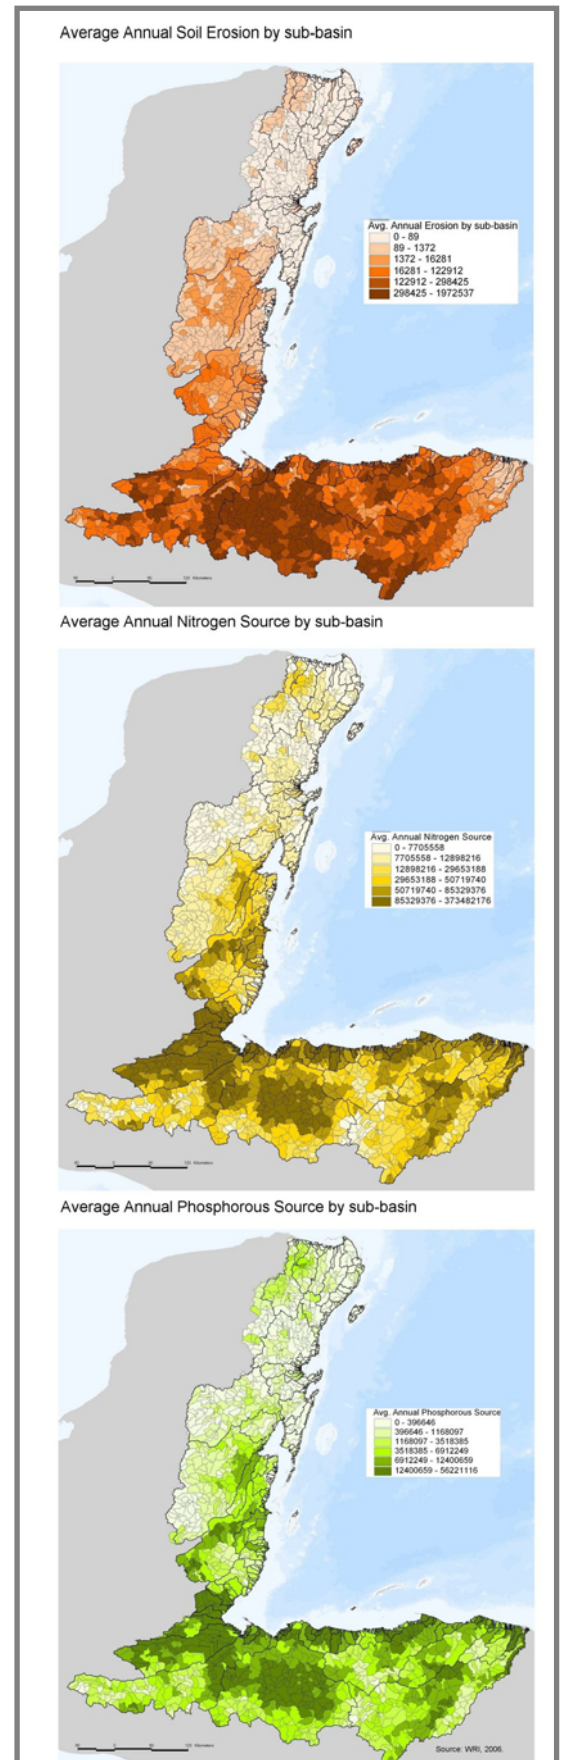 Average Annual Soil Erosion by sub-basin
Avg. Annual Erosion by sub-basin
0 - 89
89 - 1372
1372 - 16281
16281 - 122912
122912 - 298425
298425 - 1972537
Kilometers
Average Annual Nitrogen Source by sub-basin
Avg. Annual Nitrogen Source
0 - 7705558
7705558 - 12898216
12898216 - 29653188
29653188 - 50719740
50719740 - 85329376
85329376 - 373482176
Kilometers
Average Annual Phosphorous Source by sub-basin
Avg. Annual Phosphorous Source
0 - 396646
396646 - 1168097
1168097 - 3518385
3518385 - 6912249
6912249 - 12400659
12400659 - 56221116
Kilometers
Source: WRI, 2006.